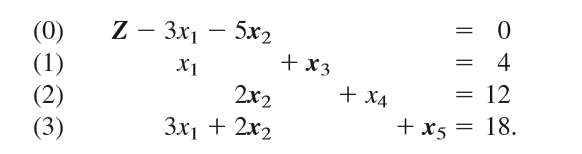 (0) Z − 3x₁ − 5x₂ = 0
(1) x₁ + x₃ = 4
(2) 2x₂ + x₄ = 12
(3) 3x₁ + 2x₂ + x₅ = 18.